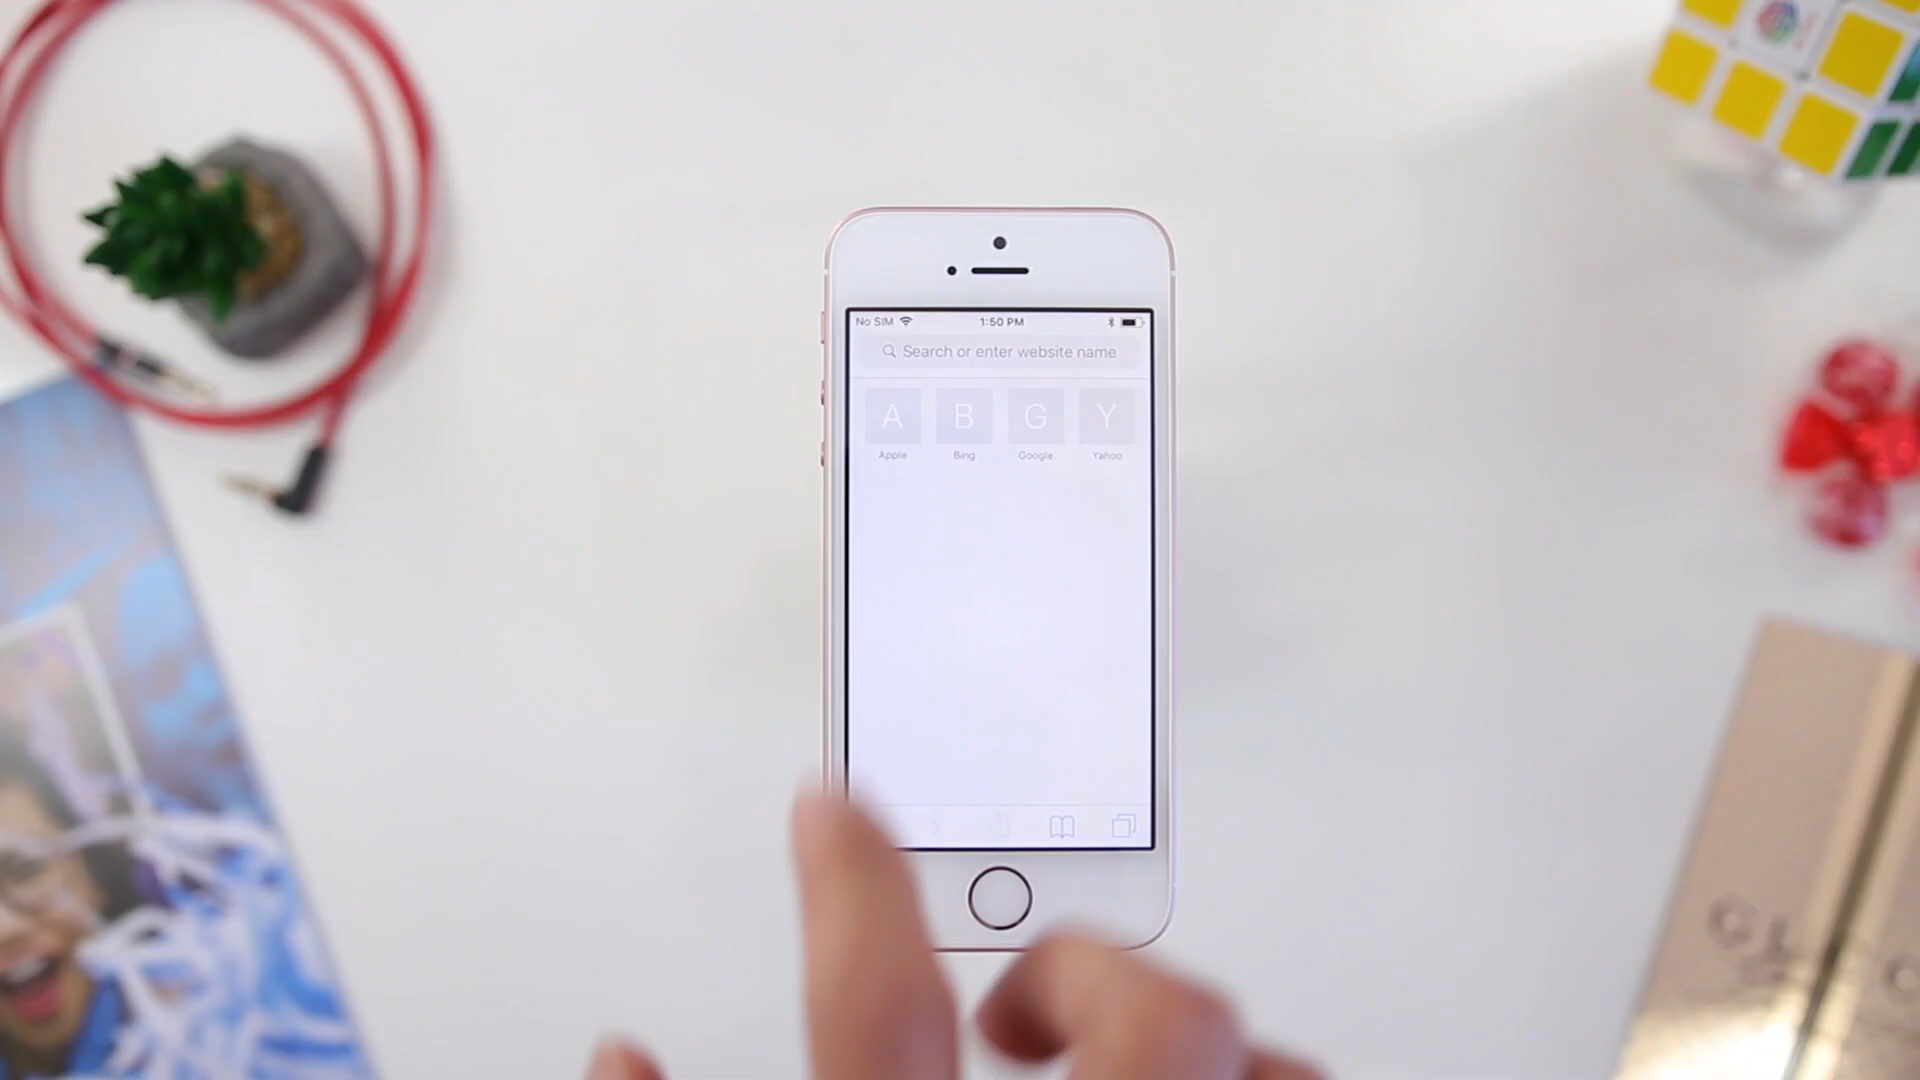 No SIM 1:50 PM
Search or enter website name
A B G Y
Apple Bing Google Yahoo